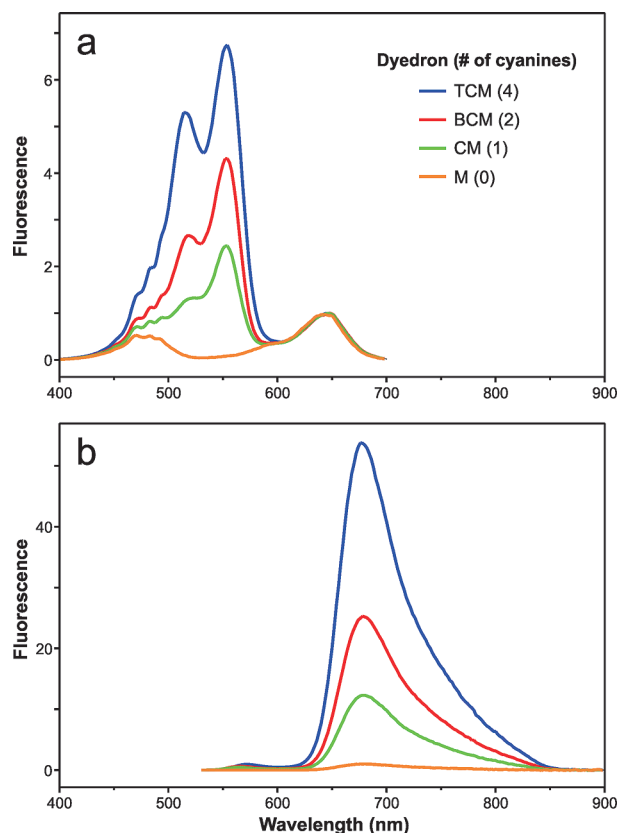 a
Dyedron (# of cyanines)
TCM (4)
BCM (2)
CM (1)
M (0)
Fluorescence
6
4
2
0
400 500 600 700 800 900
b
Fluorescence
40
20
0
400 500 600 700 800 900
Wavelength (nm)